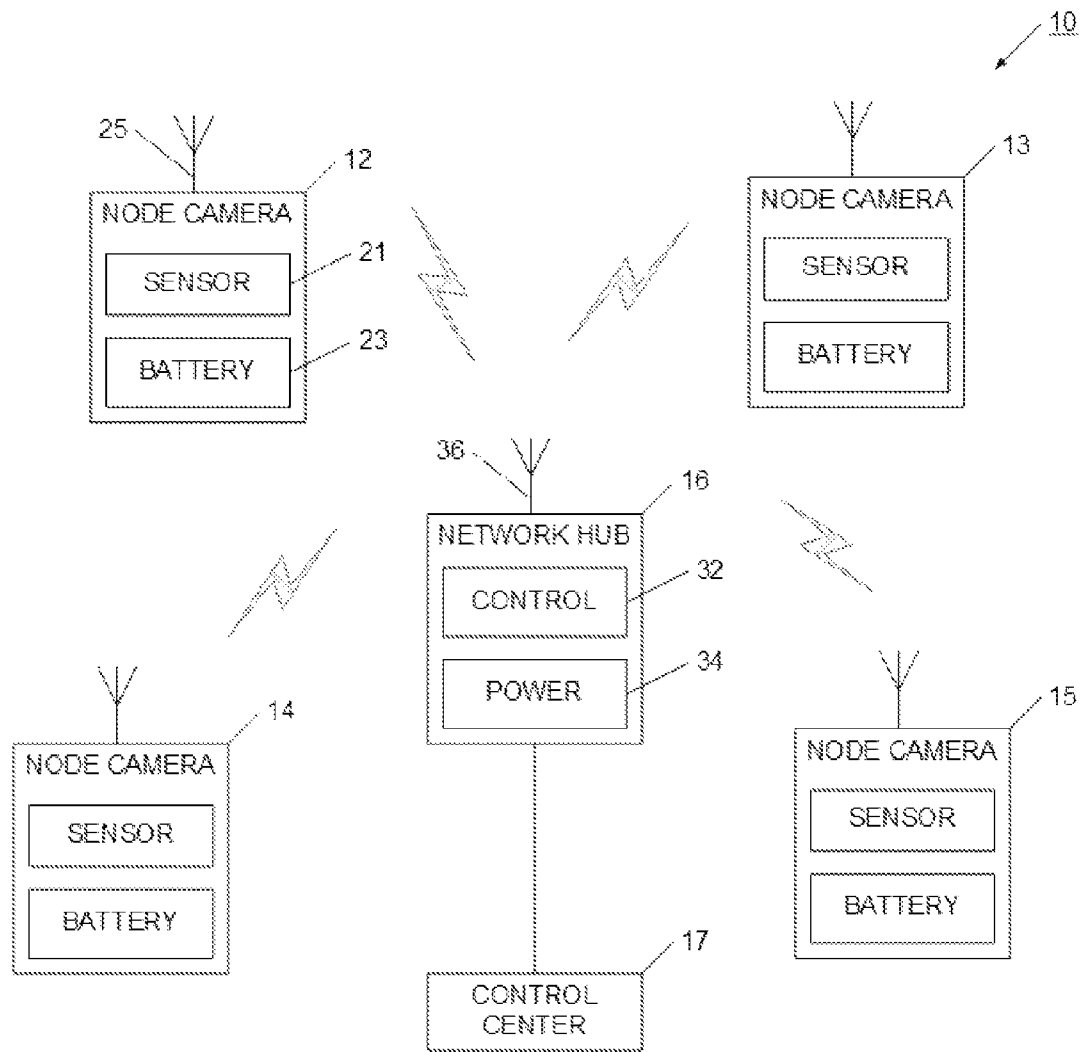 10
25
12
NODE CAMERA
SENSOR
21
BATTERY
23
13
NODE CAMERA
SENSOR
BATTERY
36
16
NETWORK HUB
CONTROL
32
POWER
34
14
NODE CAMERA
SENSOR
BATTERY
15
NODE CAMERA
SENSOR
BATTERY
17
CONTROL
CENTER